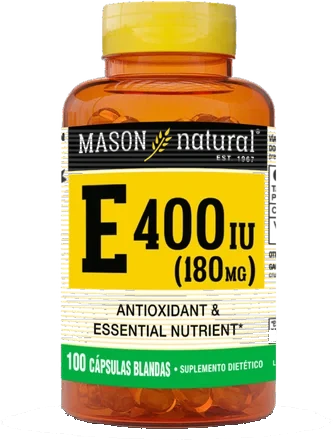 MASON natural®
EST. 1967
E 400 IU
(180 MG)
ANTIOXIDANT &
ESSENTIAL NUTRIENT*
100 CÁPSULAS BLANDAS • SUPLEMENTO DIETÉTICO